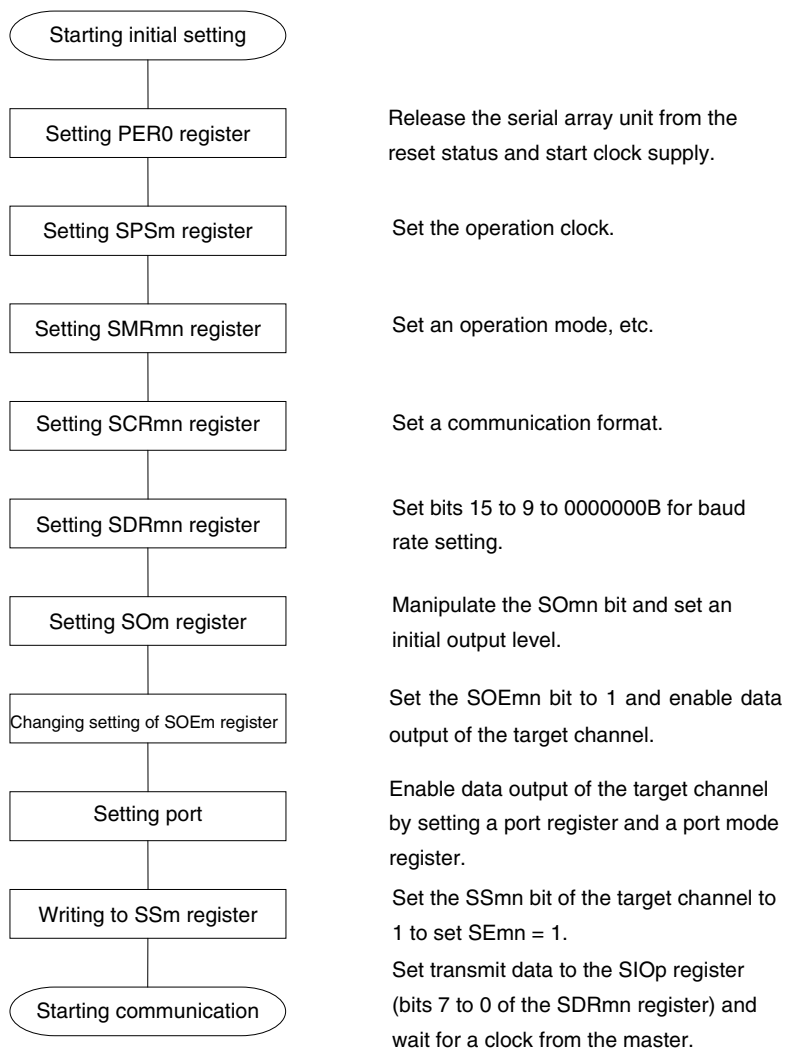 Starting initial setting
Setting PER0 register
Release the serial array unit from the
reset status and start clock supply.
Setting SPSm register
Set the operation clock.
Setting SMRmn register
Set an operation mode, etc.
Setting SCRmn register
Set a communication format.
Setting SDRmn register
Set bits 15 to 9 to 0000000B for baud
rate setting.
Setting SOm register
Manipulate the SOmn bit and set an
initial output level.
Changing setting of SOEm register
Set the SOEmn bit to 1 and enable data
output of the target channel.
Setting port
Enable data output of the target channel
by setting a port register and a port mode
register.
Writing to SSm register
Set the SSmn bit of the target channel to
1 to set SEmn = 1.
Starting communication
Set transmit data to the SIOp register
(bits 7 to 0 of the SDRmn register) and
wait for a clock from the master.